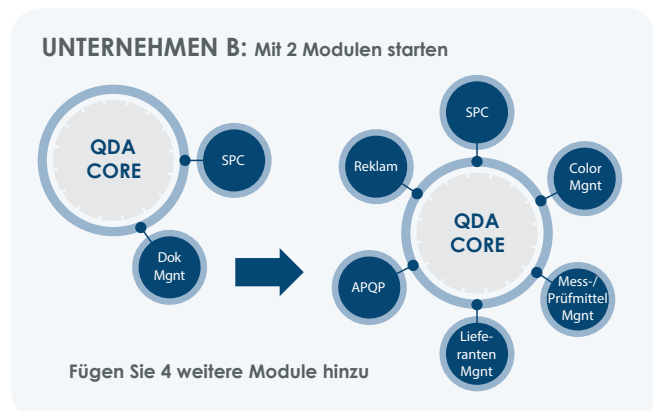 UNTERNEHMEN B: Mit 2 Modulen starten
QDA
CORE
SPC
Dok
Mgnt
SPC
Reklam
Color
Mgnt
QDA
CORE
APQP
Mess-/
Prüfmittel
Mgnt
Liefe-
ranten
Mgnt
Fügen Sie 4 weitere Module hinzu